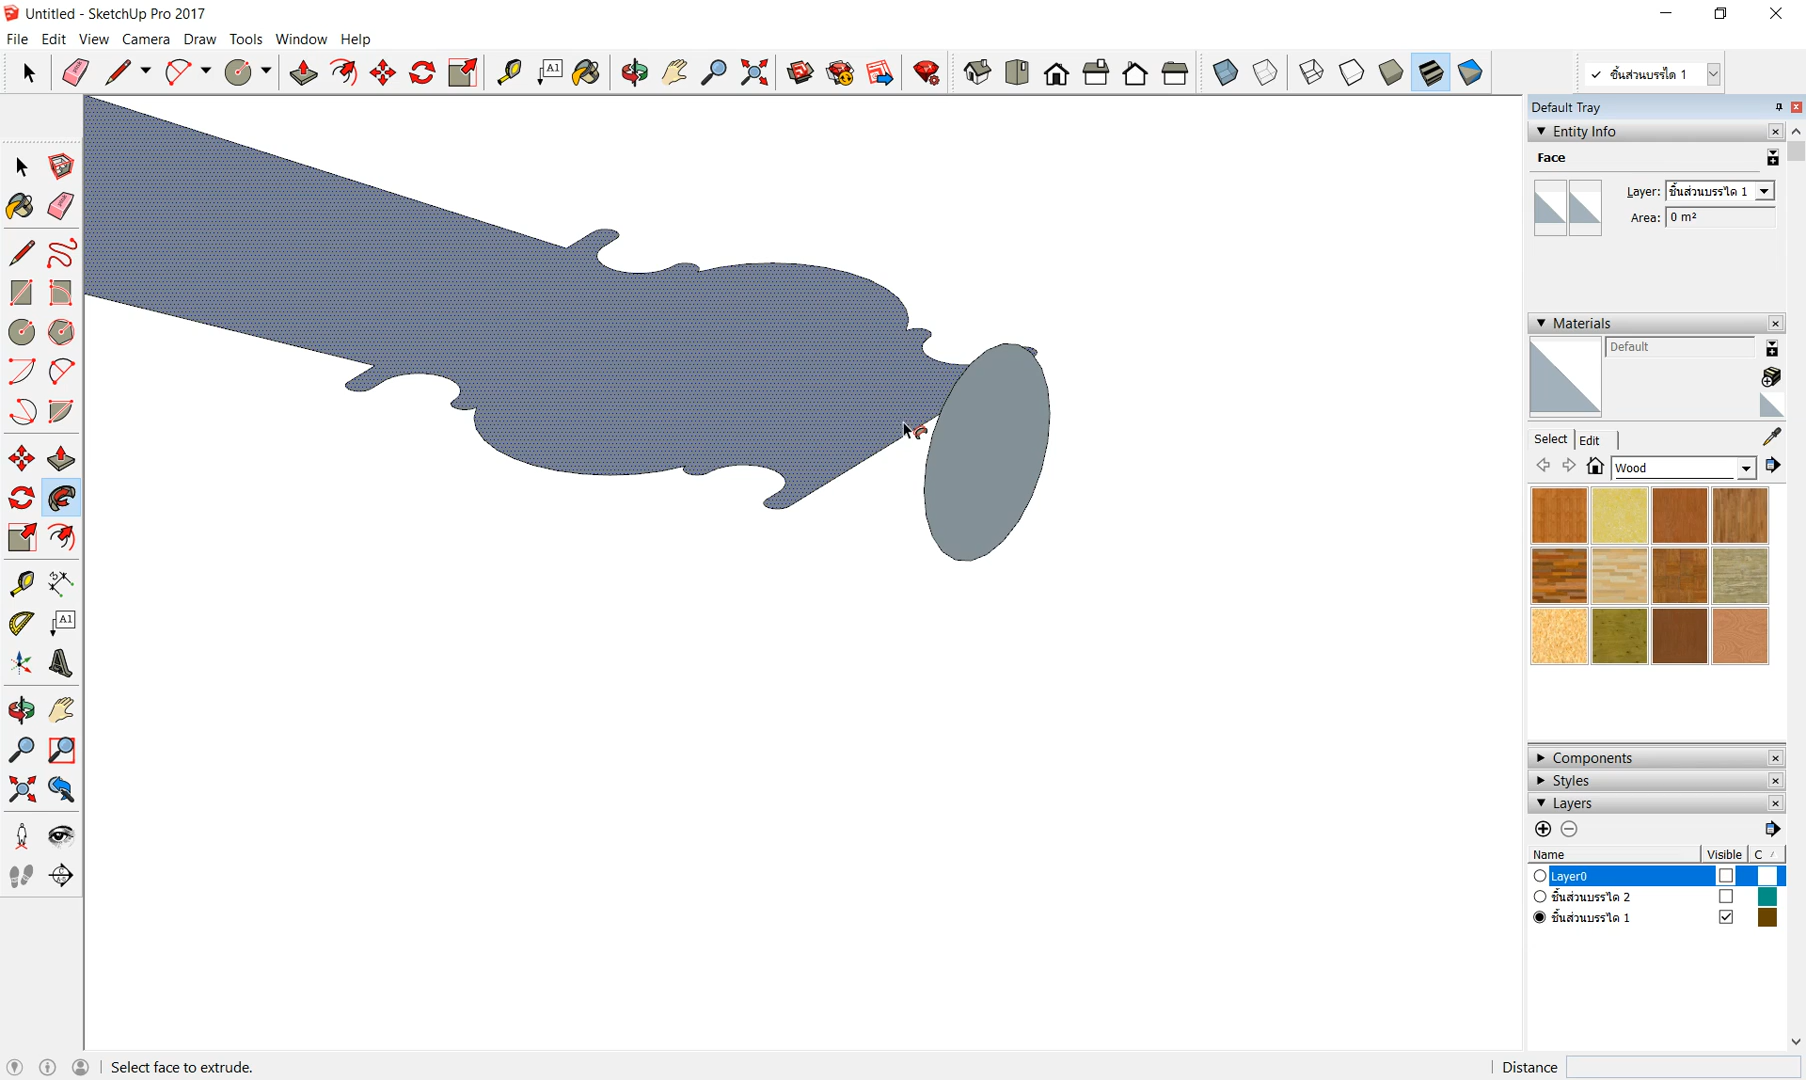 Untitled - SketchUp Pro 2017
File Edit View Camera Draw Tools Window Help
A1
✓ ชิ้นส่วนบรรได 1
Default Tray
Entity Info
Face
Layer: ชิ้นส่วนบรรได 1
Area: 0 m²
Materials
Default
Select Edit
Wood
A1
Components
Styles
Layers
Name Visible C
Layer0
ชิ้นส่วนบรรได 2
ชิ้นส่วนบรรได 1
Select face to extrude.
Distance